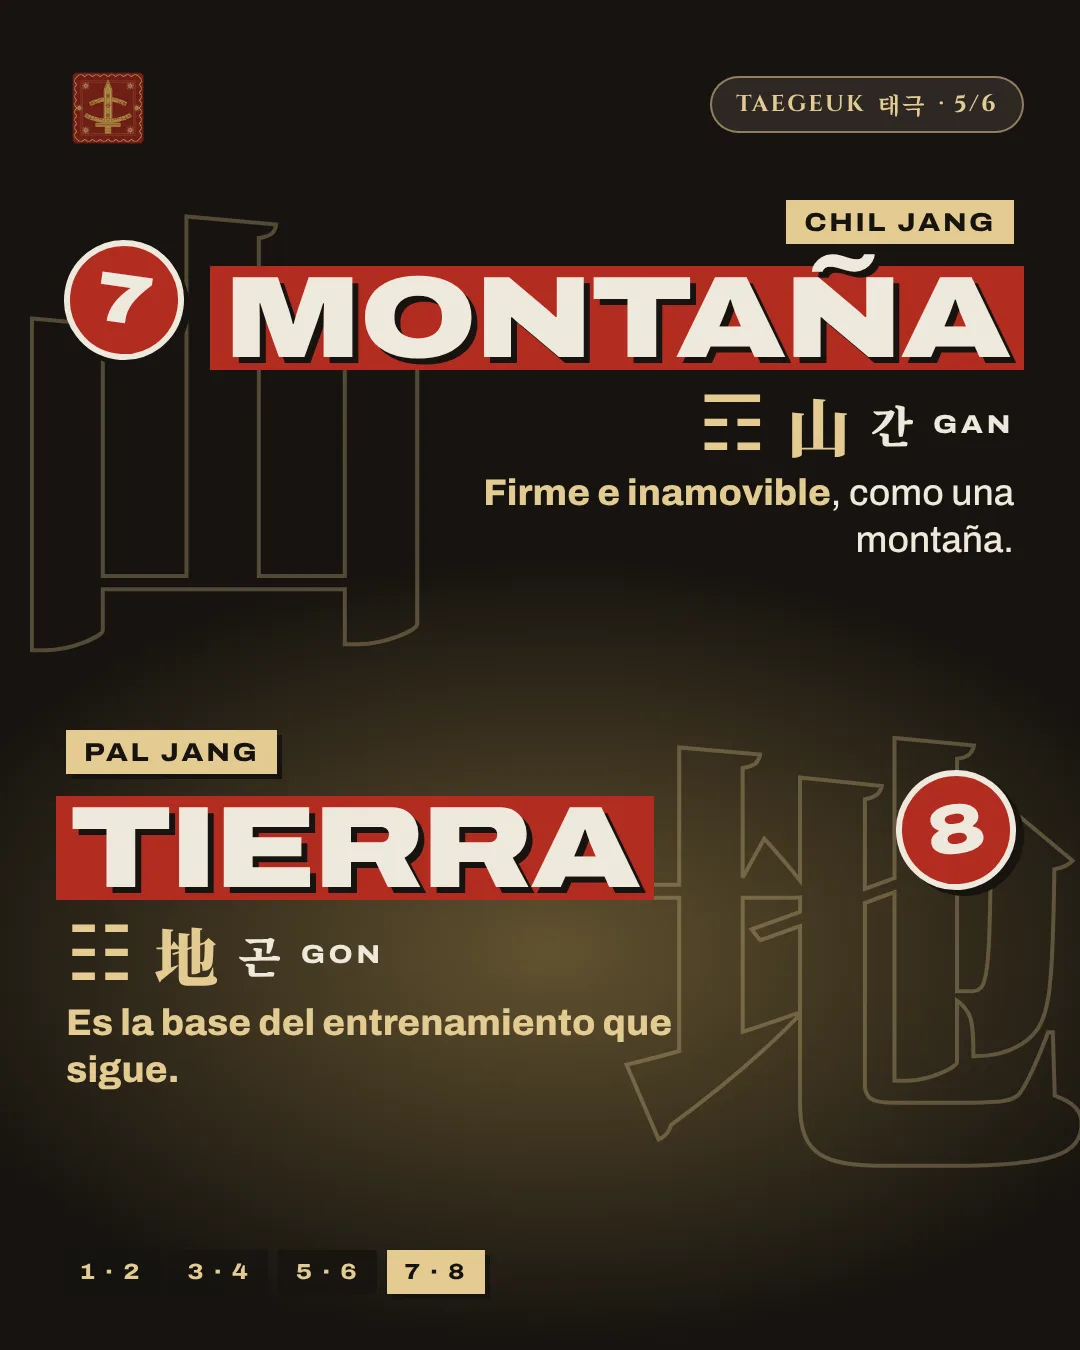 TAEGEUK 태극 · 5/6
CHIL JANG
7 MONTAÑA
☶ 山 간 GAN
Firme e inamovible, como una
montaña.
PAL JANG
TIERRA 8
☷ 地 곤 GON
Es la base del entrenamiento que
sigue.
1 · 2 3 · 4 5 · 6 7 · 8